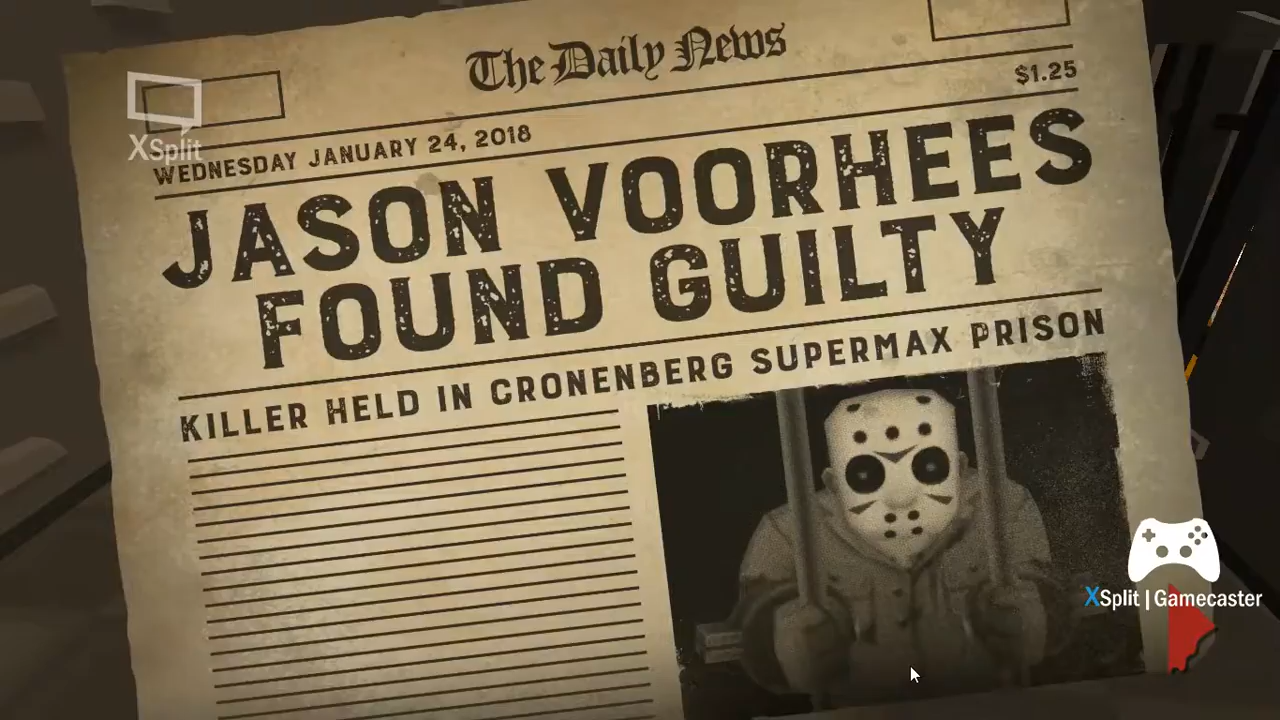 The Daily News
$1.25
XSplit
WEDNESDAY JANUARY 24, 2018
JASON VOORHEES
FOUND GUILTY
KILLER HELD IN CRONENBERG SUPERMAX PRISON
XSplit | Gamecaster